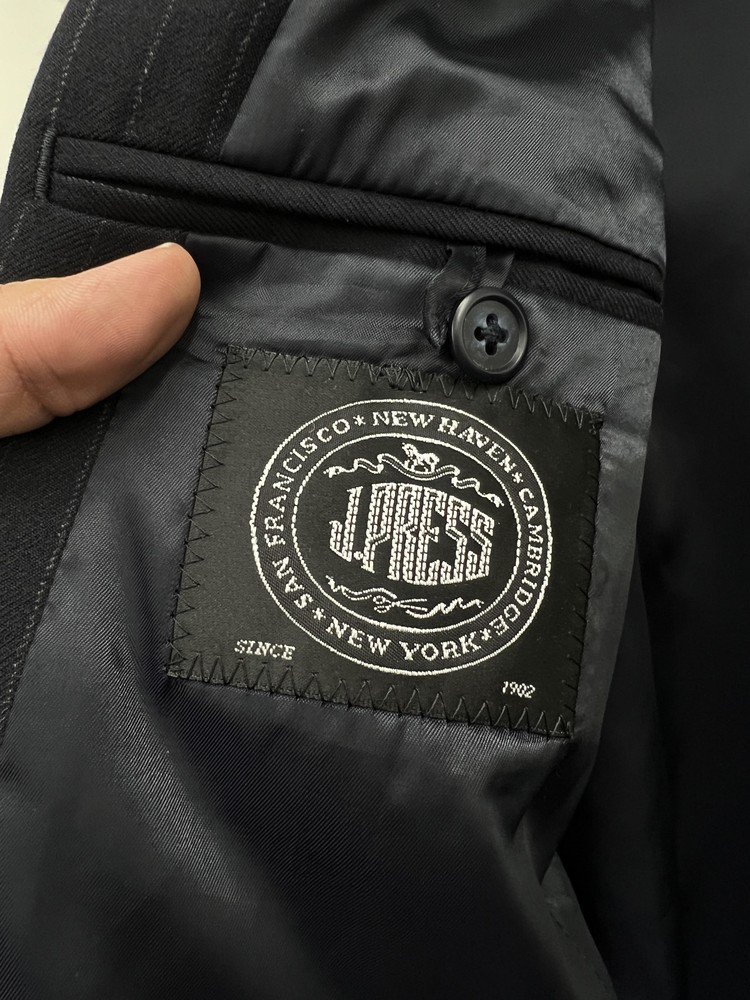 SAN FRANCISCO * NEW HAVEN * CAMBRIDGE * NEW YORK *
J.PRESS
SINCE
1902